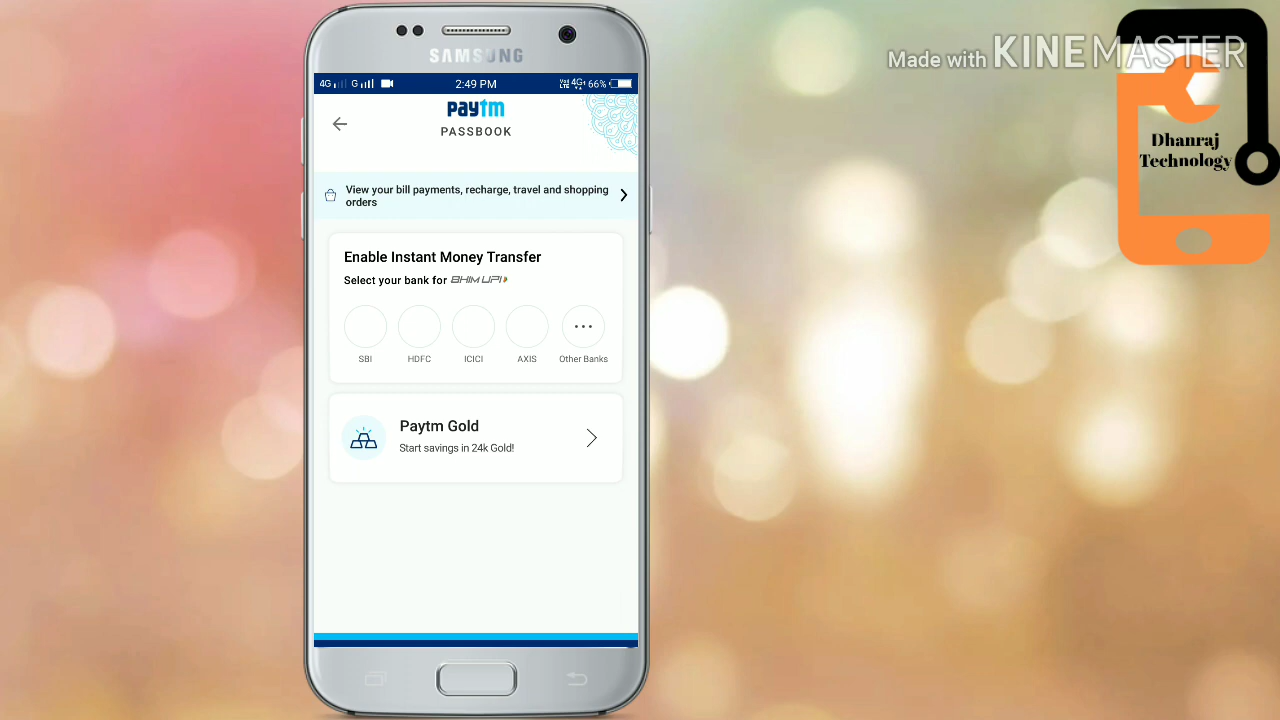 SAMSUNG
4G G 2:49 PM 4G+ 66%
paytm
PASSBOOK
View your bill payments, recharge, travel and shopping
orders
Enable Instant Money Transfer
Select your bank for BHIM UPI
SBI HDFC ICICI AXIS Other Banks
Paytm Gold
Start savings in 24k Gold!
Made with KINEMASTER
Dhanraj
Technology